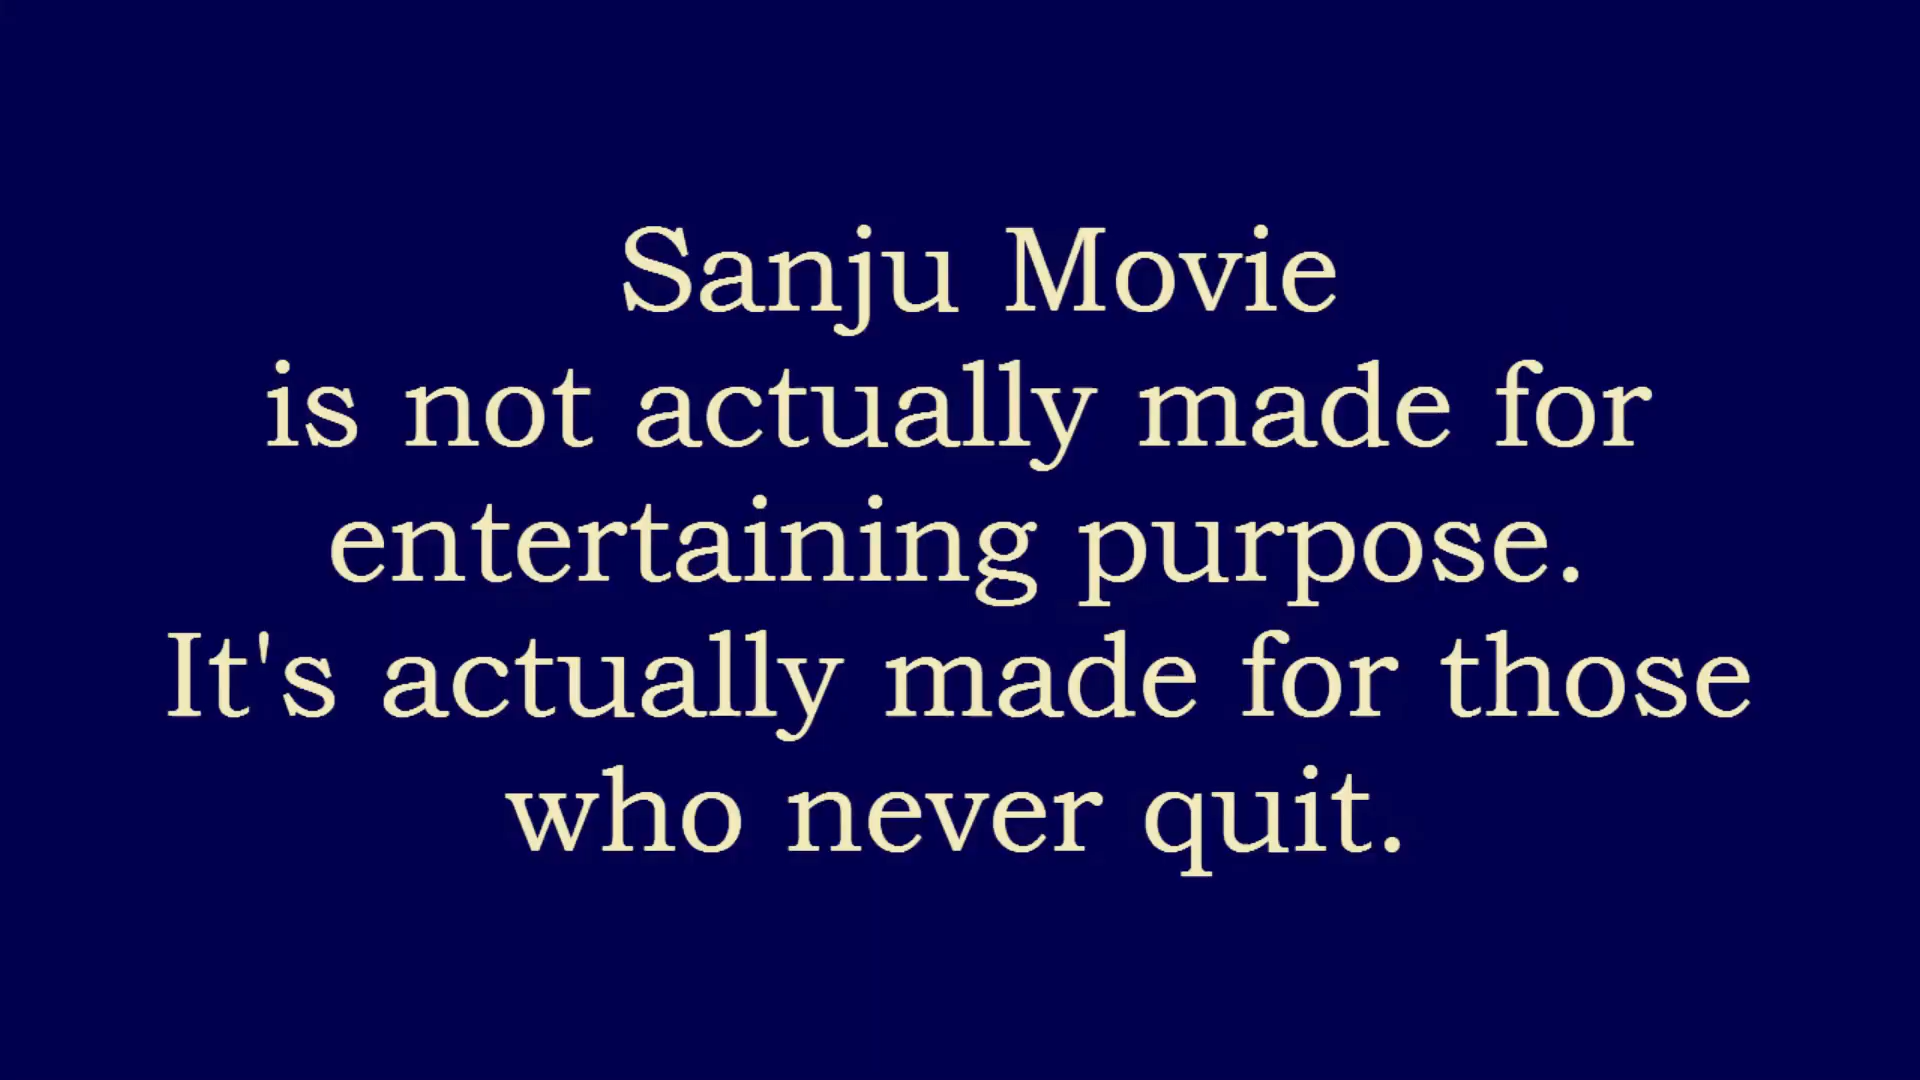 Sanju Movie
is not actually made for
entertaining purpose.
It's actually made for those
who never quit.